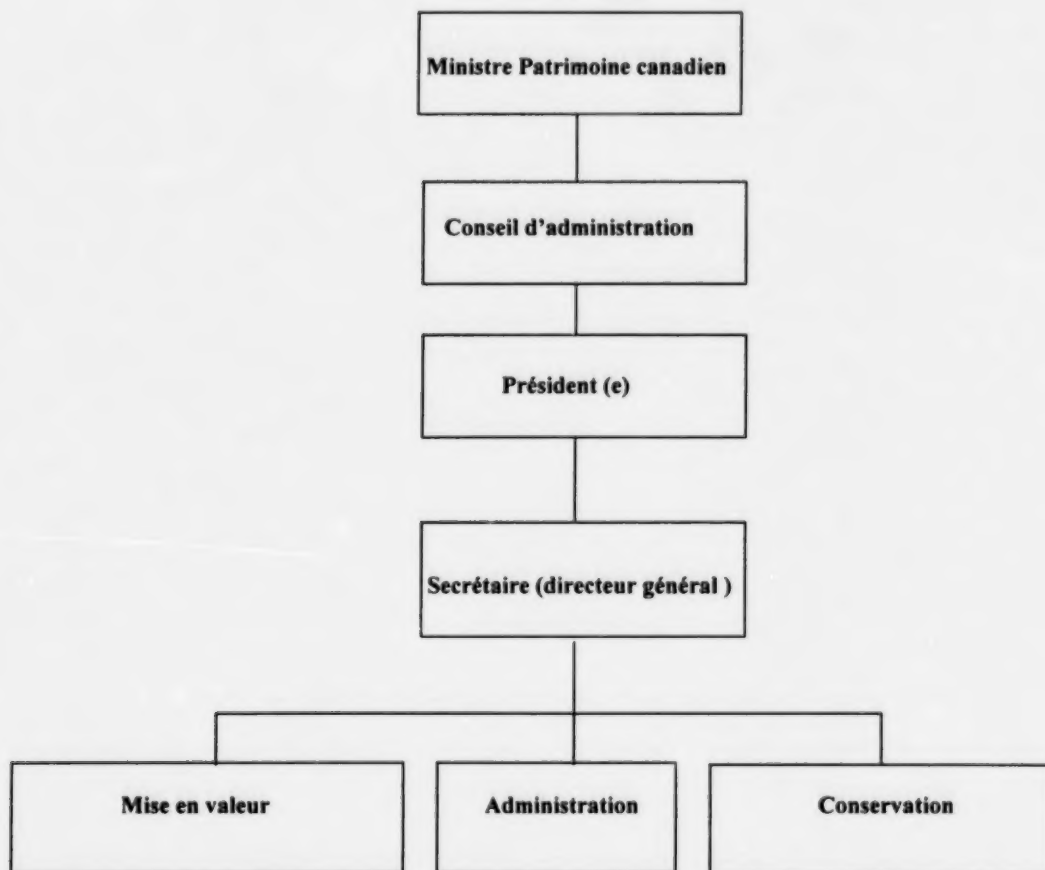 Ministre Patrimoine canadien
Conseil d'administration
Président (e)
Secrétaire (directeur général )
Mise en valeur
Administration
Conservation